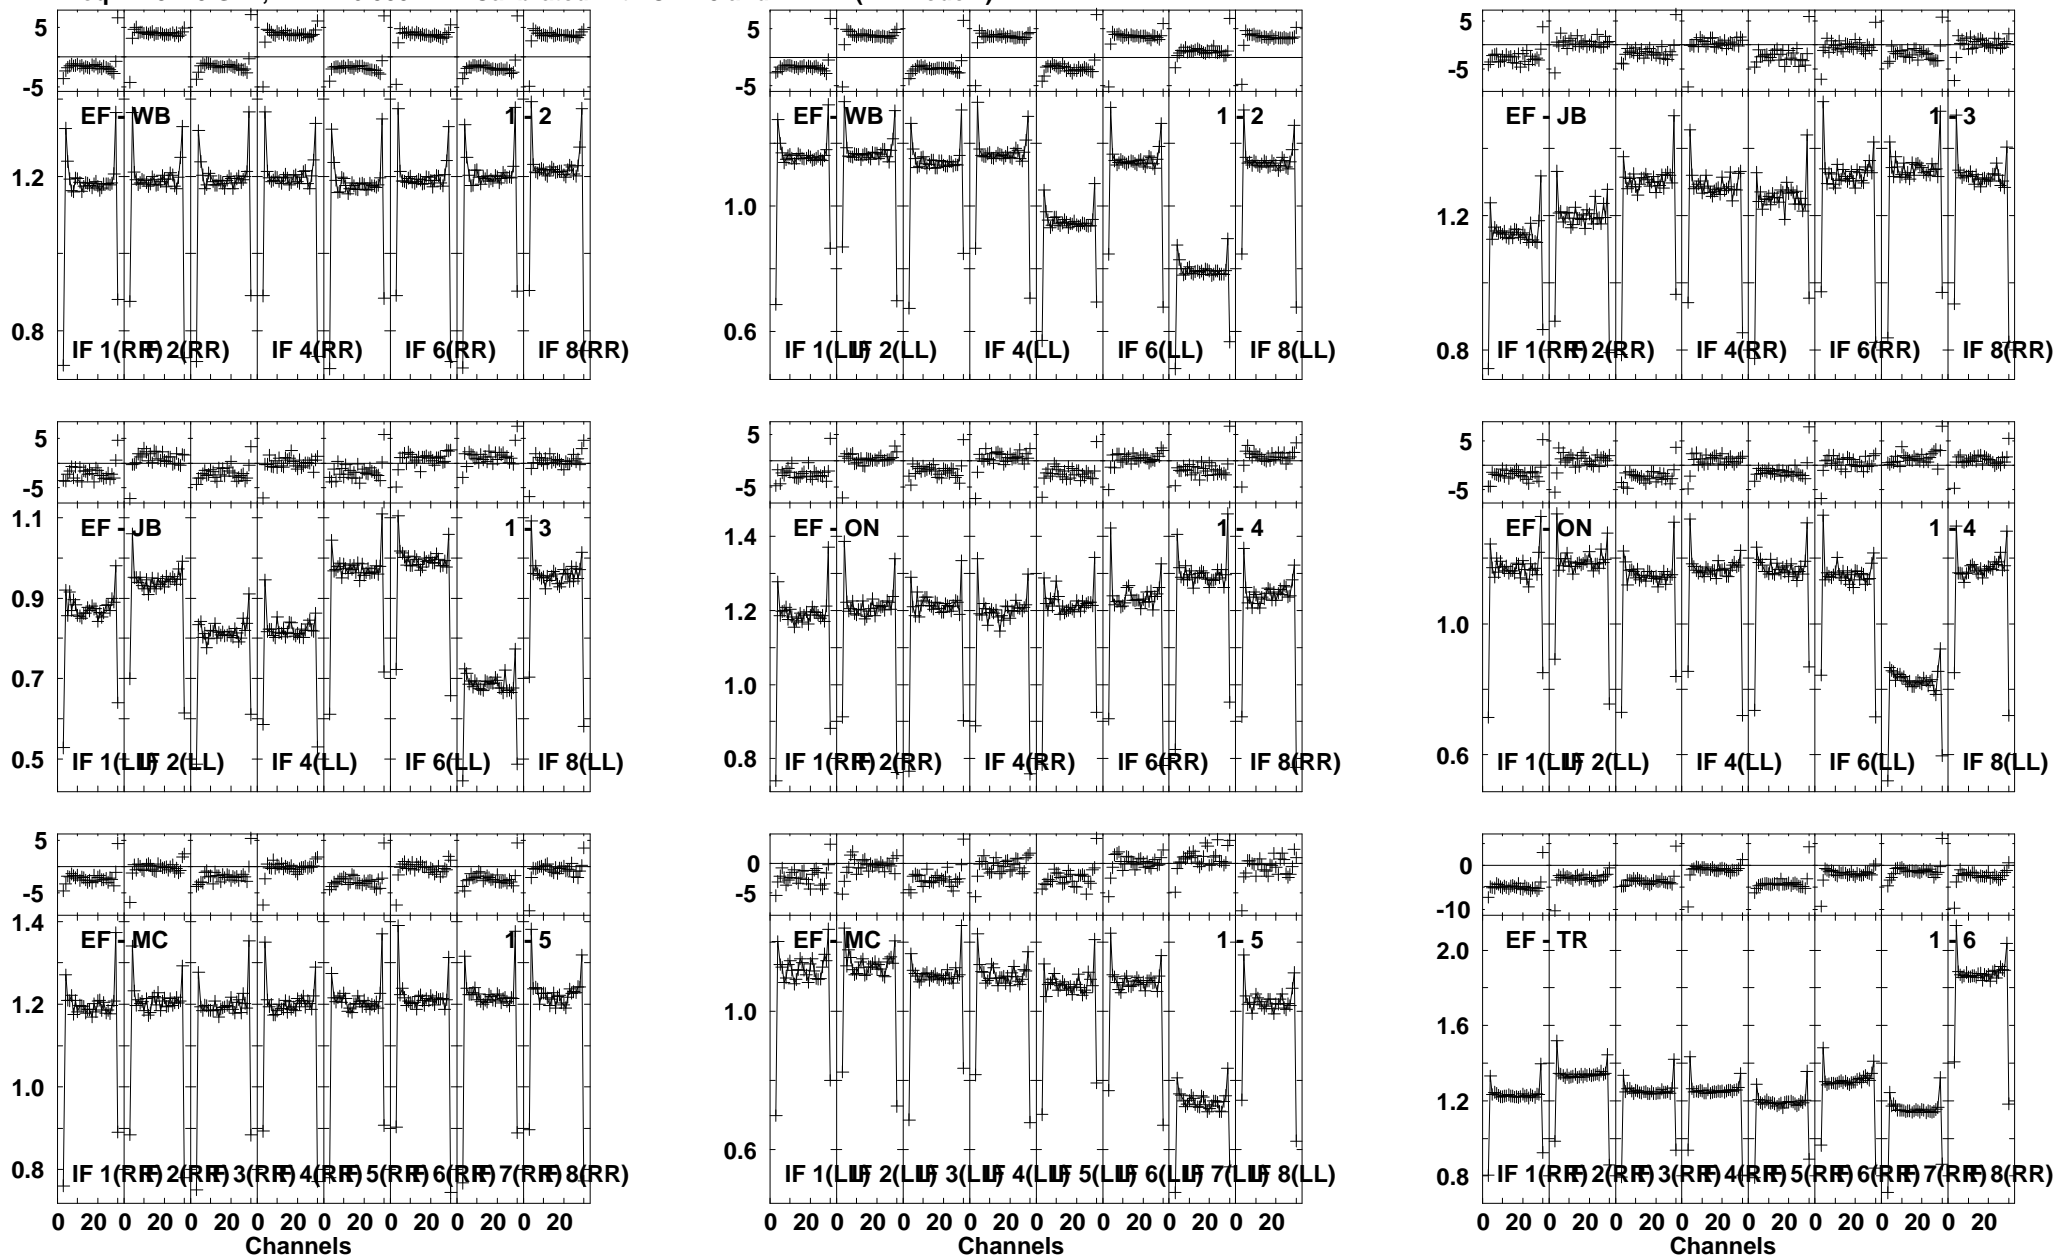 5
-5
EF - WB 1 - 2
1.2
0.8
IF 1(RR) IF 2(RR) IF 4(RR) IF 6(RR) IF 8(RR)
5
-5
EF - WB 1 - 2
1.0
0.6
IF 1(LL) IF 2(LL) IF 4(LL) IF 6(LL) IF 8(LL)
5
-5
EF - JB 1 - 3
1.2
0.8
IF 1(RR) IF 2(RR) IF 4(RR) IF 6(RR) IF 8(RR)
5
-5
EF - JB 1 - 3
1.1
0.9
0.7
0.5
IF 1(LL) IF 2(LL) IF 4(LL) IF 6(LL) IF 8(LL)
5
-5
EF - ON 1 - 4
1.4
1.2
1.0
0.8
IF 1(RR) IF 2(RR) IF 4(RR) IF 6(RR) IF 8(RR)
5
-5
EF - ON 1 - 4
1.0
0.6
IF 1(LL) IF 2(LL) IF 4(LL) IF 6(LL) IF 8(LL)
5
-5
EF - MC 1 - 5
1.4
1.2
1.0
0.8
IF 1(RR) IF 2(RR) IF 3(RR) IF 4(RR) IF 5(RR) IF 6(RR) IF 7(RR) IF 8(RR)
0 20 0 20 0 20 0 20 0 20 0 20 0 20 0 20
Channels
0
-5
EF - MC 1 - 5
1.0
0.6
IF 1(LL) IF 2(LL) IF 3(LL) IF 4(LL) IF 5(LL) IF 6(LL) IF 7(LL) IF 8(LL)
0 20 0 20 0 20 0 20 0 20 0 20 0 20 0 20
Channels
0
-10
EF - TR 1 - 6
2.0
1.6
1.2
0.8
IF 1(RR) IF 2(RR) IF 3(RR) IF 4(RR) IF 5(RR) IF 6(RR) IF 7(RR) IF 8(RR)
0 20 0 20 0 20 0 20 0 20 0 20 0 20 0 20
Channels